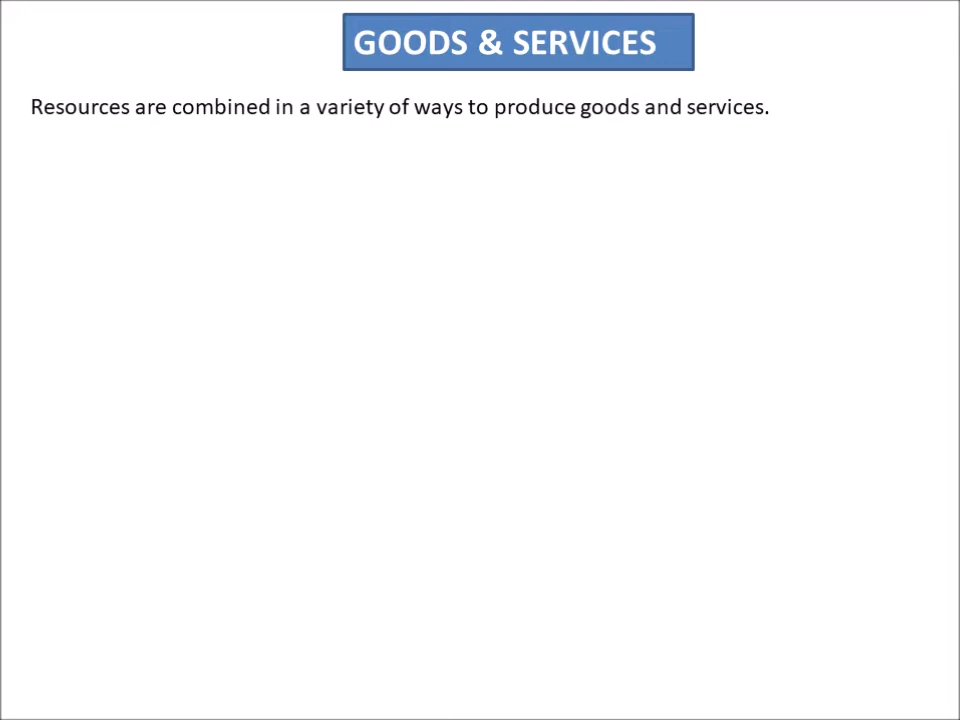 GOODS & SERVICES
Resources are combined in a variety of ways to produce goods and services.